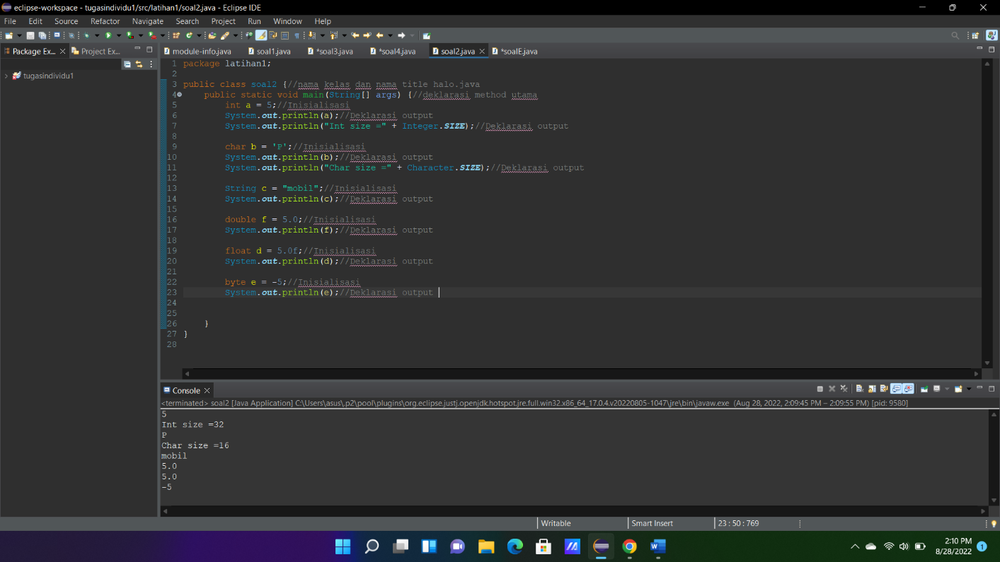 eclipse-workspace - tugasindividu1/src/latihan1/soal2.java - Eclipse IDE
File Edit Source Refactor Navigate Search Project Run Window Help
Package Ex... Project Ex... module-info.java soal1.java *soal3.java *soal4.java soal2.java *soalE.java
tugasindividu1
1 package latihan1;
2
3 public class soal2 {//nama kelas dan nama title halo.java
4 public static void main(String[] args) {//deklarasi method utama
5 int a = 5;//Inisialisasi
6 System.out.println(a);//Deklarasi output
7 System.out.println("Int size =" + Integer.SIZE);//Deklarasi output
8
9 char b = 'P';//Inisialisasi
10 System.out.println(b);//Deklarasi output
11 System.out.println("Char size =" + Character.SIZE);//Deklarasi output
12
13 String c = "mobil";//Inisialisasi
14 System.out.println(c);//Deklarasi output
15
16 double f = 5.0;//Inisialisasi
17 System.out.println(f);//Deklarasi output
18
19 float d = 5.0f;//Inisialisasi
20 System.out.println(d);//Deklarasi output
21
22 byte e = -5;//Inisialisasi
23 System.out.println(e);//Deklarasi output
24
25
26 }
27 }
28
Console
<terminated> soal2 [Java Application] C:\Users\asus\.p2\pool\plugins\org.eclipse.justj.openjdk.hotspot.jre.full.win32.x86_64_17.0.4.v20220805-1047\jre\bin\javaw.exe (Aug 28, 2022, 2:09:45 PM – 2:09:55 PM) [pid: 9580]
5
Int size =32
P
Char size =16
mobil
5.0
5.0
-5
Writable Smart Insert 23 : 50 : 769
2:10 PM
8/28/2022 1